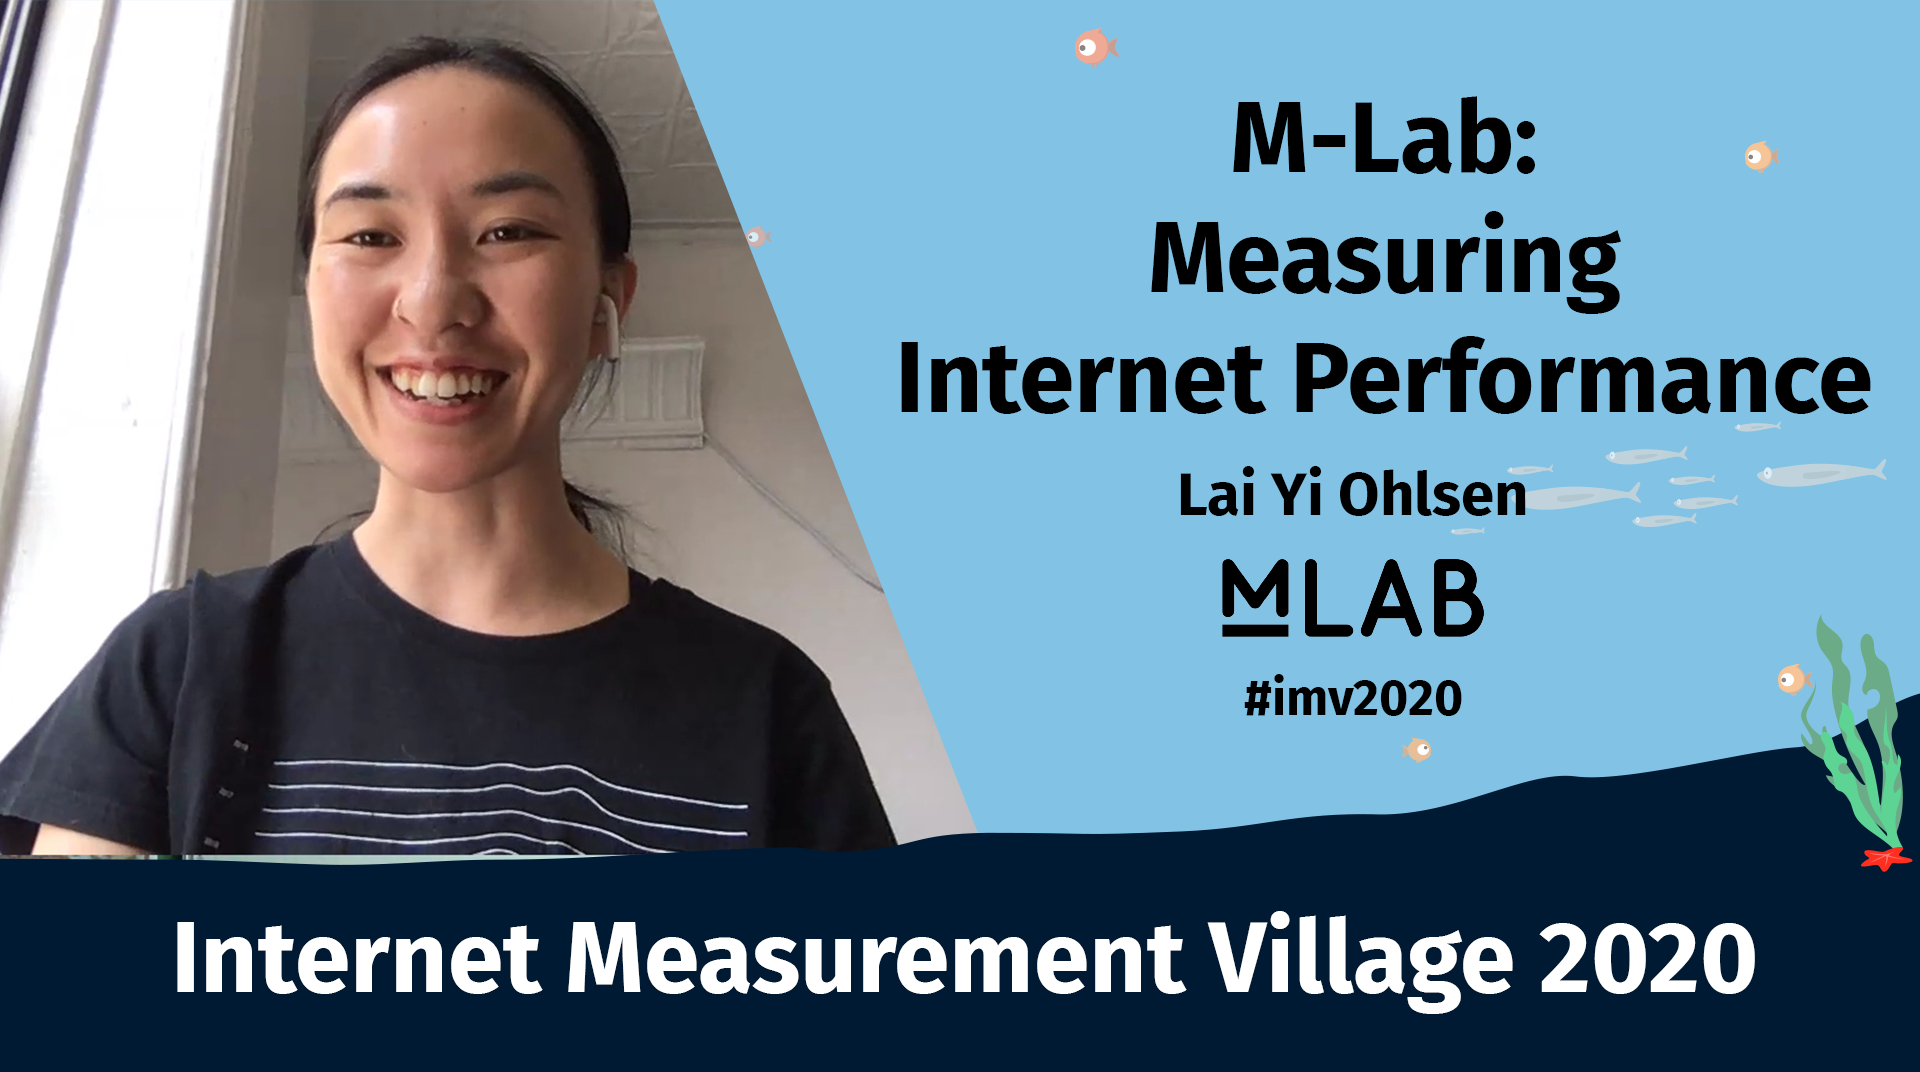 M-Lab:
Measuring
Internet Performance
Lai Yi Ohlsen
MLAB
#imv2020
Internet Measurement Village 2020